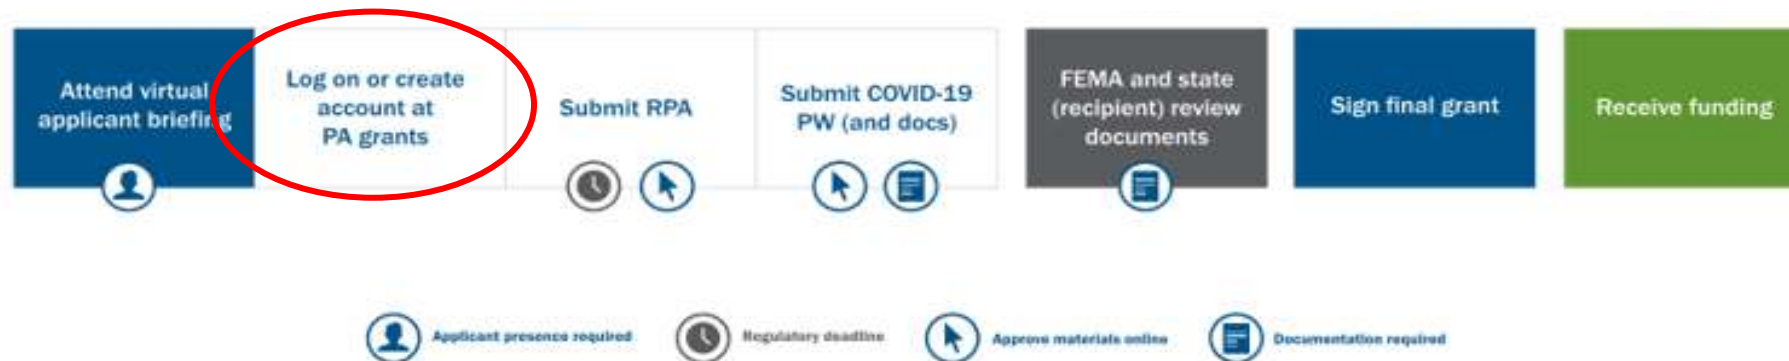 Attend virtual
applicant briefing
Log on or create
account at
PA grants
Submit RPA
Submit COVID-19
PW (and docs)
FEMA and state
(recipient) review
documents
Sign final grant
Receive funding
Applicant presence required
Regulatory deadline
Approve materials online
Documentation required